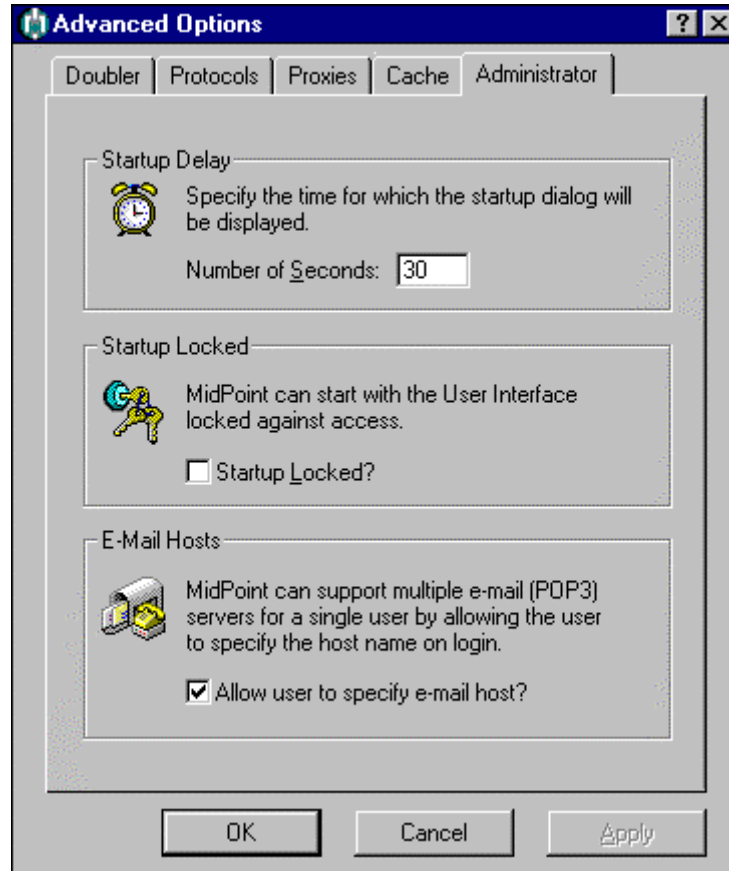 Advanced Options
Doubler Protocols Proxies Cache Administrator
Startup Delay
Specify the time for which the startup dialog will
be displayed.
Number of Seconds: 30
Startup Locked
MidPoint can start with the User Interface
locked against access.
Startup Locked?
E-Mail Hosts
MidPoint can support multiple e-mail (POP3)
servers for a single user by allowing the user
to specify the host name on login.
Allow user to specify e-mail host?
OK Cancel Apply